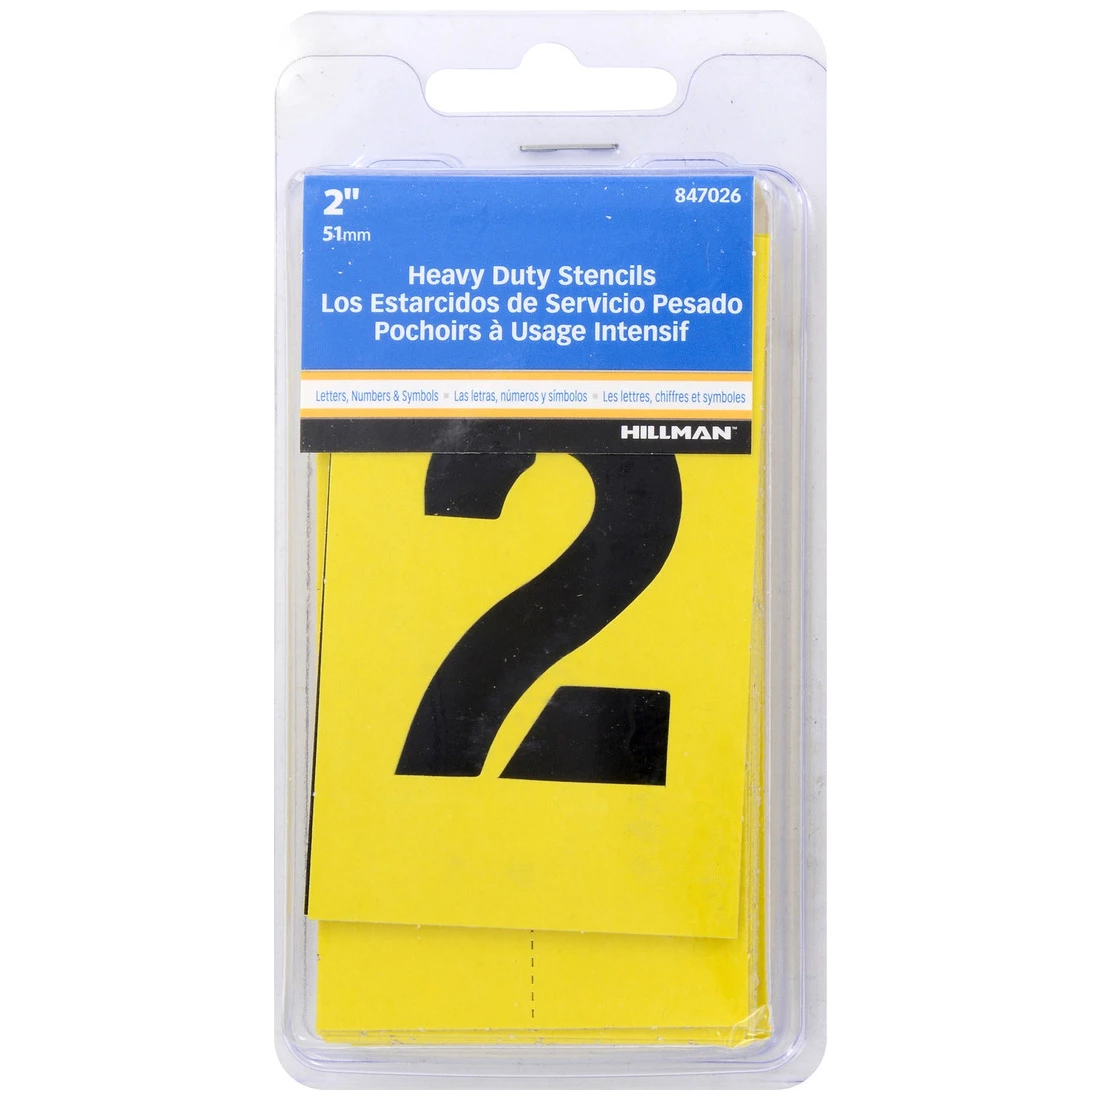 2"
847026
51mm
Heavy Duty Stencils
Los Estarcidos de Servicio Pesado
Pochoirs à Usage Intensif
Letters, Numbers & Symbols ▪ Las letras, números y símbolos ▪ Les lettres, chiffres et symboles
HILLMAN™
2